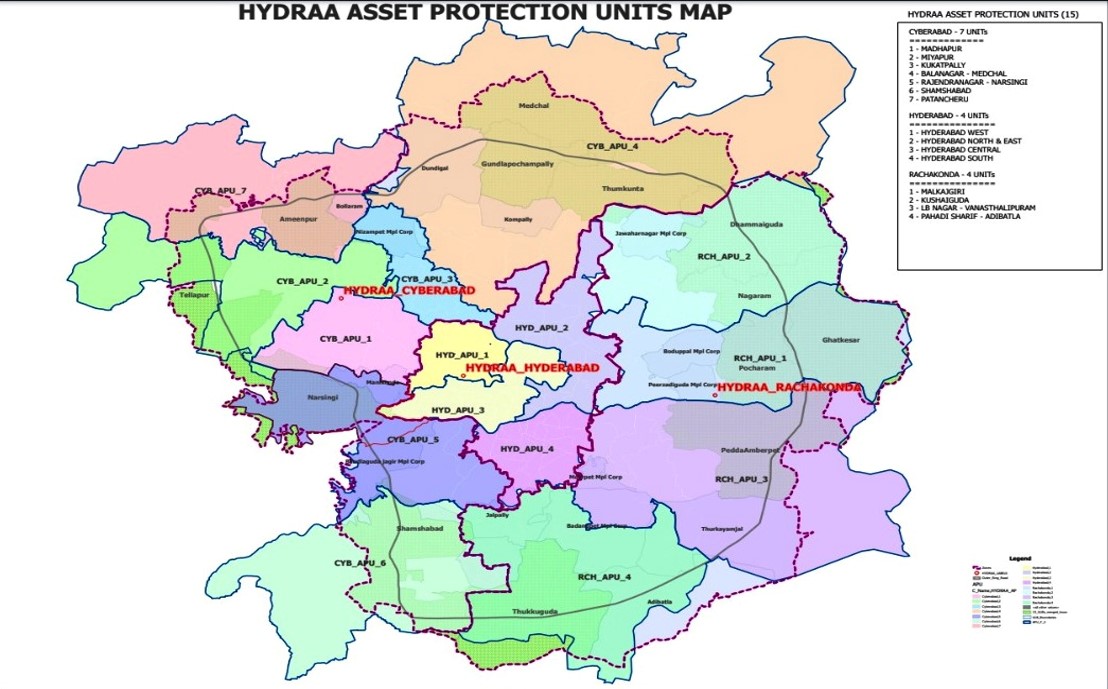 HYDRAA ASSET PROTECTION UNITS MAP
HYDRAA ASSET PROTECTION UNITS (15)
CYBERABAD - 7 UNITs
=============
1 - MADHAPUR
2 - MIYAPUR
3 - KUKATPALLY
4 - BALANAGAR - MEDCHAL
5 - RAJENDRANAGAR - NARSINGI
6 - SHAMSHABAD
7 - PATANCHERU
HYDERABAD - 4 UNITs
===============
1 - HYDERABAD WEST
2 - HYDERABAD NORTH & EAST
3 - HYDERABAD CENTRAL
4 - HYDERABAD SOUTH
RACHAKONDA - 4 UNITs
===============
1 - MALKAJGIRI
2 - KUSHAIGUDA
3 - LB NAGAR - VANASTHALIPURAM
4 - PAHADI SHARIF - ADIBATLA
Medchal
CYB_APU_4
Gundlapochampally
Dundigal
Thumkunta
CYB_APU_7
Bollaram
Ameenpur
Kompally
Dhammaiguda
Nizampet Mpl Corp
Jawaharnagar Mpl Corp
RCH_APU_2
CYB_APU_2
CYB_APU_3
HYDRAA_CYBERABAD
Tellapur
Nagaram
HYD_APU_2
CYB_APU_1
Ghatkesar
HYD_APU_1
Boduppal Mpl Corp
RCH_APU_1
HYDRAA_HYDERABAD
Pocharam
Peerzadiguda Mpl Corp
HYDRAA_RACHAKONDA
Narsingi
HYD_APU_3
CYB_APU_5
HYD_APU_4
PeddaAmberpet
Jagir Mpl Corp
Mpl Corp
RCH_APU_3
Jalpally
Shamshabad
Mpl Corp
Thurkayamjal
CYB_APU_6
RCH_APU_4
Adibatla
Thukkuguda
Legend
APU